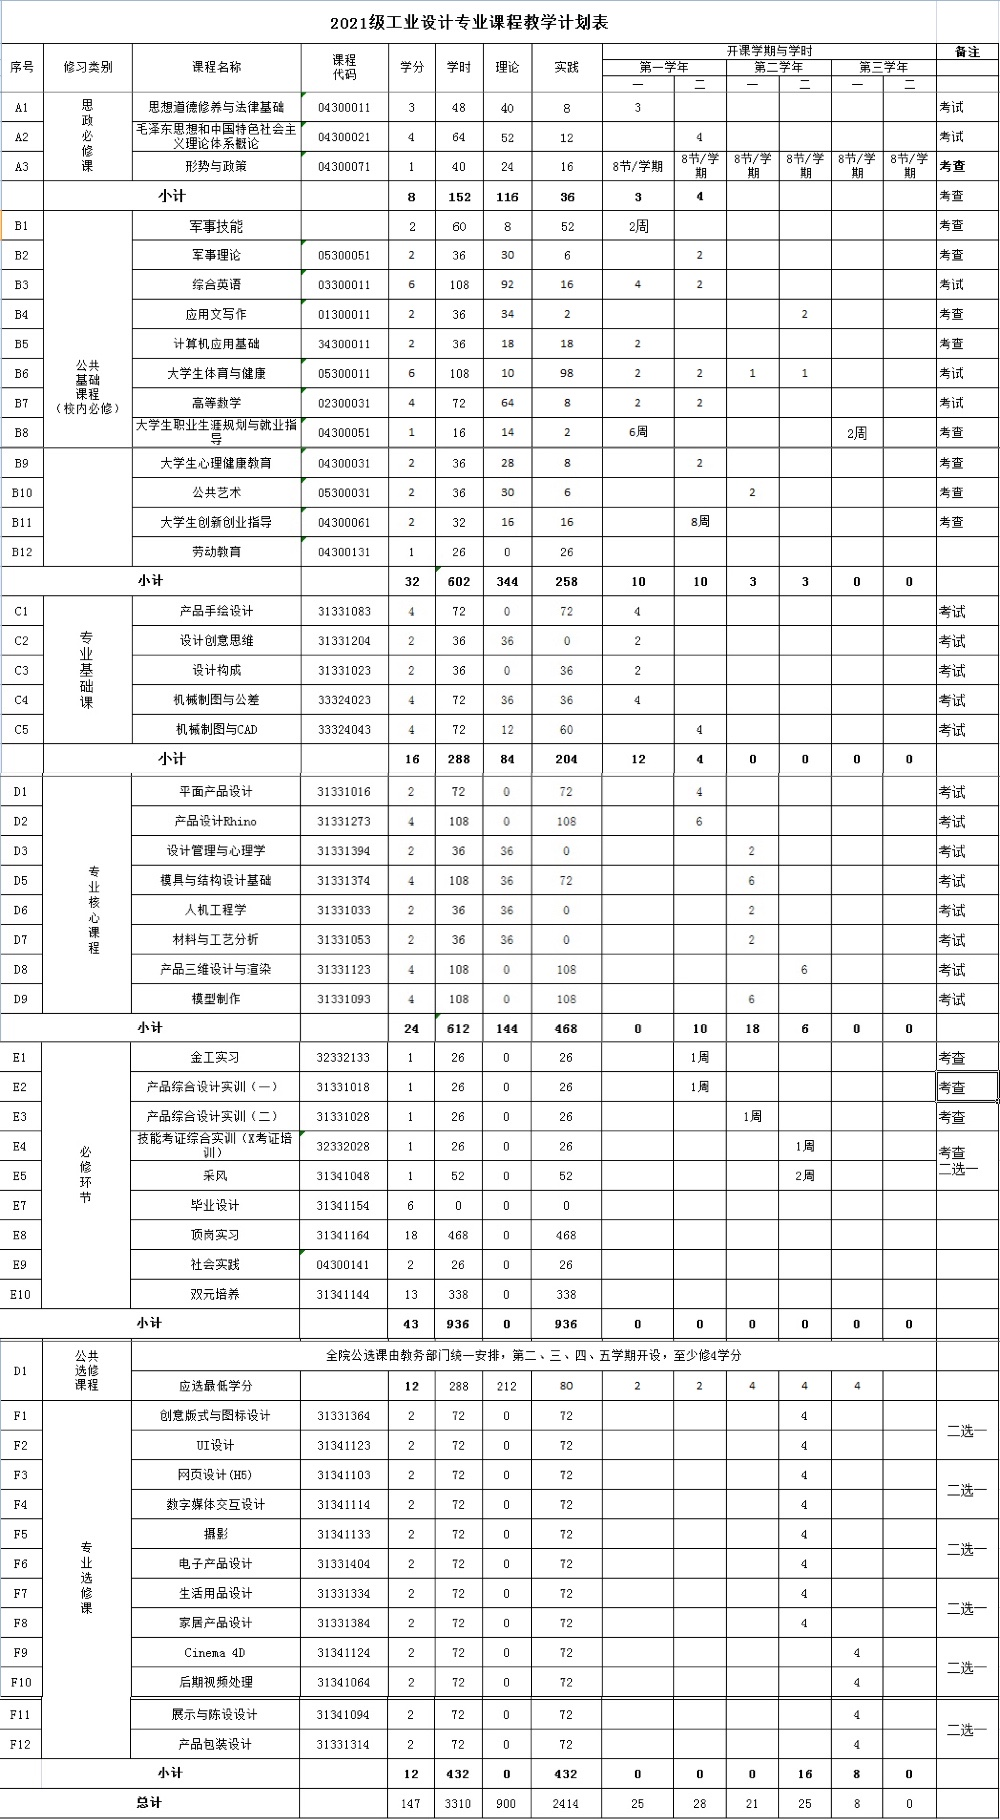 2021级工业设计专业课程教学计划表
序号 修习类别 课程名称 课程代码 学分 学时 理论 实践 开课学期与学时 备注
第一学年 第二学年 第三学年
一 二 一 二 一 二
A1 思政必修课 思想道德修养与法律基础 04300011 3 48 40 8 3 考试
A2 毛泽东思想和中国特色社会主义理论体系概论 04300021 4 64 52 12 4 考试
A3 形势与政策 04300071 1 40 24 16 8节/学期 8节/学期 8节/学期 8节/学期 8节/学期 8节/学期 考查
小计 8 152 116 36 3 4 考查
B1 公共基础课程(校内必修) 军事技能 2 60 8 52 2周 考查
B2 军事理论 05300051 2 36 30 6 2 考查
B3 综合英语 03300011 6 108 92 16 4 2 考试
B4 应用文写作 01300011 2 36 34 2 2 考查
B5 计算机应用基础 34300011 2 36 18 18 2 考查
B6 大学生体育与健康 05300011 6 108 10 98 2 2 1 1 考试
B7 高等数学 02300031 4 72 64 8 2 2 考试
B8 大学生职业生涯规划与就业指导 04300051 1 16 14 2 6周 2周 考查
B9 大学生心理健康教育 04300031 2 36 28 8 2 考查
B10 公共艺术 05300031 2 36 30 6 2 考查
B11 大学生创新创业指导 04300061 2 32 16 16 8周 考查
B12 劳动教育 04300131 1 26 0 26
小计 32 602 344 258 10 10 3 3 0 0
C1 专业基础课 产品手绘设计 31331083 4 72 0 72 4 考试
C2 设计创意思维 31331204 2 36 36 0 2 考试
C3 设计构成 31331023 2 36 0 36 2 考试
C4 机械制图与公差 33324023 4 72 36 36 4 考试
C5 机械制图与CAD 33324043 4 72 12 60 4 考试
小计 16 288 84 204 12 4 0 0 0 0
D1 专业核心课程 平面产品设计 31331016 2 72 0 72 4 考试
D2 产品设计Rhino 31331273 4 108 0 108 6 考试
D3 设计管理与心理学 31331394 2 36 36 0 2 考试
D5 模具与结构设计基础 31331374 4 108 36 72 6 考试
D6 人机工程学 31331033 2 36 36 0 2 考试
D7 材料与工艺分析 31331053 2 36 36 0 2 考试
D8 产品三维设计与渲染 31331123 4 108 0 108 6 考试
D9 模型制作 31331093 4 108 0 108 6 考试
小计 24 612 144 468 0 10 18 6 0 0
E1 必修环节 金工实习 32332133 1 26 0 26 1周 考查
E2 产品综合设计实训(一) 31331018 1 26 0 26 1周 考查
E3 产品综合设计实训(二) 31331028 1 26 0 26 1周 考查
E4 技能考证综合实训(X考证培训) 32332028 1 26 0 26 1周 考查二选一
E5 采风 31341048 1 52 0 52 2周
E7 毕业设计 31341154 6 0 0 0
E8 顶岗实习 31341164 18 468 0 468
E9 社会实践 04300141 2 26 0 26
E10 双元培养 31341144 13 338 0 338
小计 43 936 0 936 0 0 0 0 0 0
D1 公共选修课程 全院公选课由教务部门统一安排，第二、三、四、五学期开设，至少修4学分
应选最低学分 12 288 212 80 2 2 4 4 4
F1 专业选修课 创意版式与图标设计 31331364 2 72 0 72 4 二选一
F2 UI设计 31341123 2 72 0 72 4
F3 网页设计(H5) 31341103 2 72 0 72 4 二选一
F4 数字媒体交互设计 31341114 2 72 0 72 4
F5 摄影 31341133 2 72 0 72 4 二选一
F6 电子产品设计 31331404 2 72 0 72 4
F7 生活用品设计 31331334 2 72 0 72 4 二选一
F8 家居产品设计 31331384 2 72 0 72 4
F9 Cinema 4D 31341124 2 72 0 72 4 二选一
F10 后期视频处理 31341064 2 72 0 72 4
F11 展示与陈设设计 31341094 2 72 0 72 4 二选一
F12 产品包装设计 31331314 2 72 0 72 4
小计 12 432 0 432 0 0 0 16 8 0
总计 147 3310 900 2414 25 28 21 25 8 0